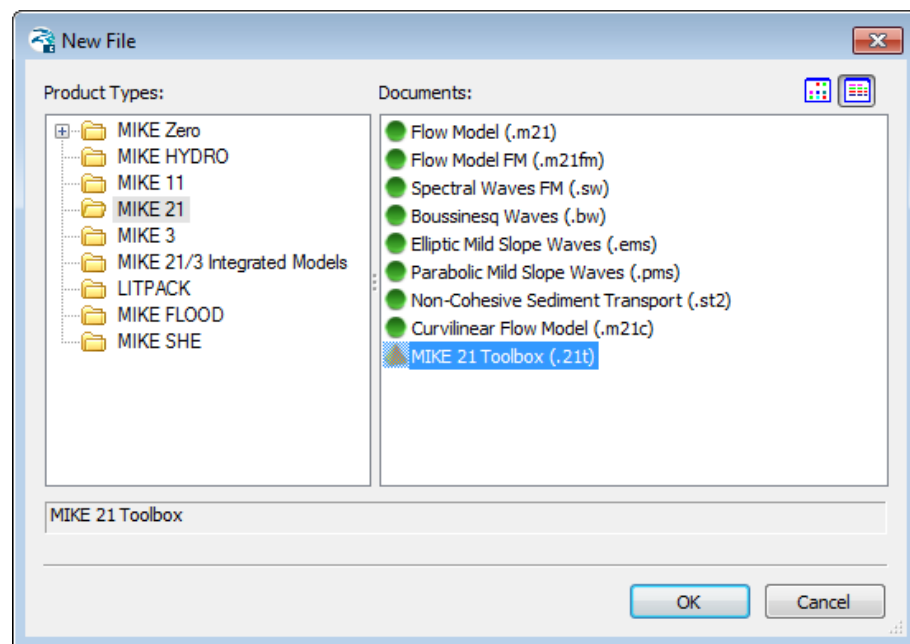 New File
Product Types:
MIKE Zero
MIKE HYDRO
MIKE 11
MIKE 21
MIKE 3
MIKE 21/3 Integrated Models
LITPACK
MIKE FLOOD
MIKE SHE
Documents:
Flow Model (.m21)
Flow Model FM (.m21fm)
Spectral Waves FM (.sw)
Boussinesq Waves (.bw)
Elliptic Mild Slope Waves (.ems)
Parabolic Mild Slope Waves (.pms)
Non-Cohesive Sediment Transport (.st2)
Curvilinear Flow Model (.m21c)
MIKE 21 Toolbox (.21t)
MIKE 21 Toolbox
OK
Cancel